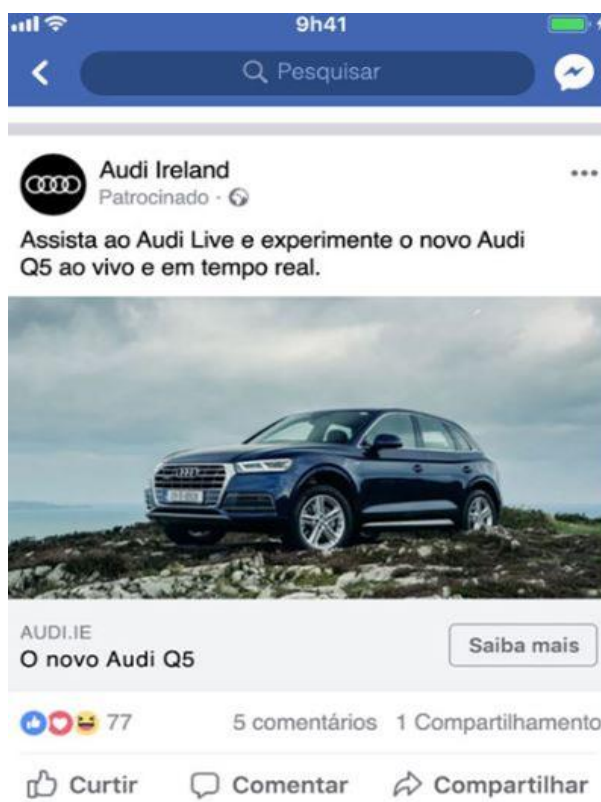 9h41
Pesquisar
Audi Ireland
Patrocinado ·
Assista ao Audi Live e experimente o novo Audi
Q5 ao vivo e em tempo real.
AUDI.IE
O novo Audi Q5
Saiba mais
77
5 comentários
1 Compartilhamento
Curtir
Comentar
Compartilhar